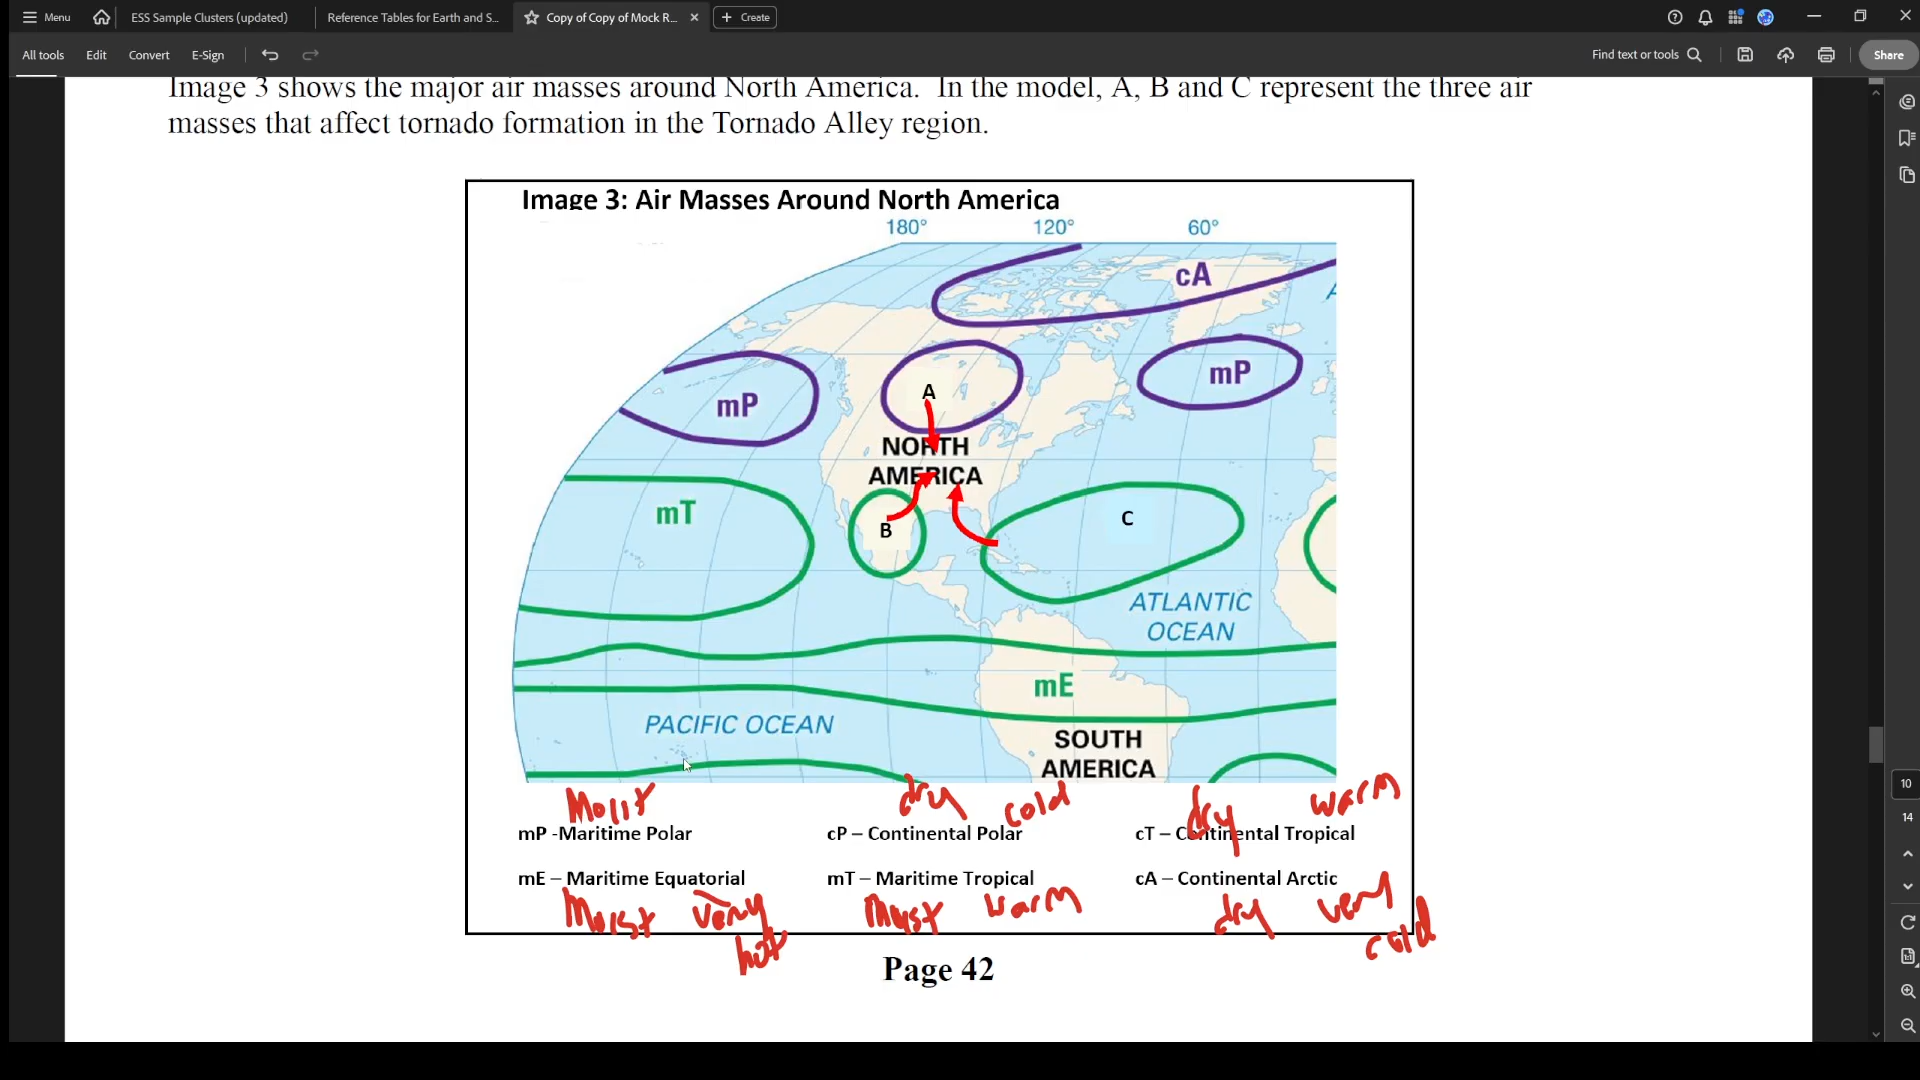 Menu
ESS Sample Clusters (updated)
Reference Tables for Earth and S...
Copy of Copy of Mock R...
Create
All tools
Edit
Convert
E-Sign
Find text or tools
Share
Image 3 shows the major air masses around North America. In the model, A, B and C represent the three air
masses that affect tornado formation in the Tornado Alley region.
Image 3: Air Masses Around North America
180° 120° 60°
cA
A
mP
mP
A
NORTH
AMERICA
mT
B
C
ATLANTIC
OCEAN
mE
PACIFIC OCEAN
SOUTH
AMERICA
Moist dry cold dry warm
mP -Maritime Polar cP – Continental Polar cT – Continental Tropical
mE – Maritime Equatorial mT – Maritime Tropical cA – Continental Arctic
Moist very hot Moist warm dry very cold
Page 42
10
14